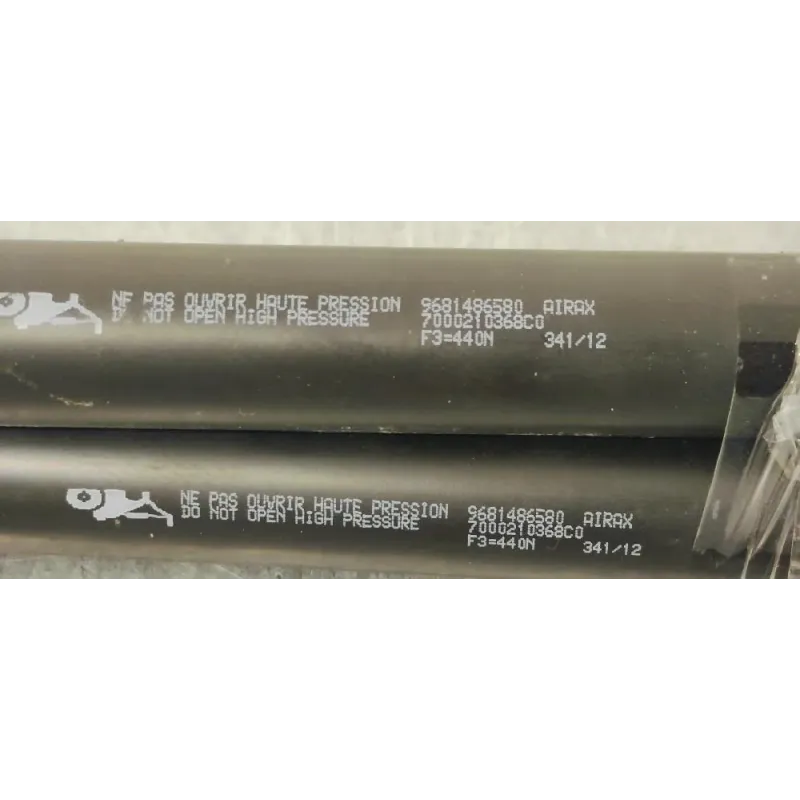 NE PAS OUVRIR HAUTE PRESSION 9681486580 AIRAX
DO NOT OPEN HIGH PRESSURE 7000210368C0
F3=440N 341/12
NE PAS OUVRIR HAUTE PRESSION 9681486580 AIRAX
DO NOT OPEN HIGH PRESSURE 7000210368C0
F3=440N 341/12